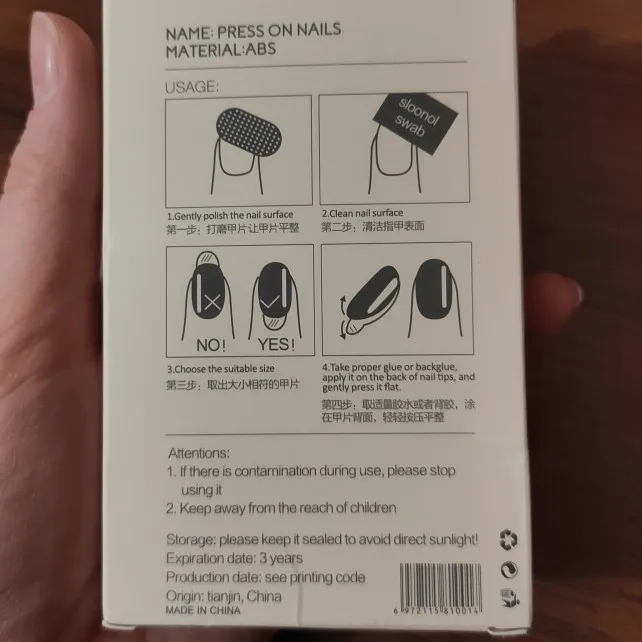 NAME: PRESS ON NAILS
MATERIAL:ABS
USAGE:
sloonol
swab
1.Gently polish the nail surface
第一步：打磨甲片让甲片平整
2.Clean nail surface
第二步：清洁指甲表面
NO!
YES!
3.Choose the suitable size
第三步：取出大小相符的甲片
4.Take proper glue or backglue,
apply it on the back of nail tips, and
gently press it flat.
第四步：取适量胶水或者背胶，涂
在甲片背面，轻轻按压平整
Attentions:
1. If there is contamination during use, please stop
using it
2. Keep away from the reach of children
Storage: please keep it sealed to avoid direct sunlight!
Expiration date: 3 years
Production date: see printing code
Origin: tianjin, China
MADE IN CHINA
6 972115 810014